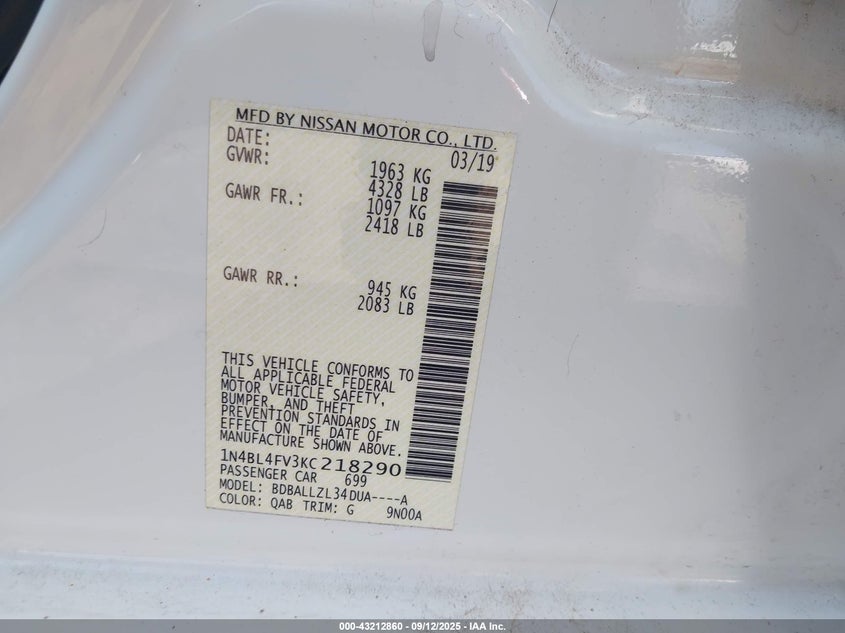 MFD BY NISSAN MOTOR CO., LTD.
DATE: 03/19
GVWR: 1963 KG
4328 LB
GAWR FR.: 1097 KG
2418 LB
GAWR RR.: 945 KG
2083 LB
THIS VEHICLE CONFORMS TO
ALL APPLICABLE FEDERAL
MOTOR VEHICLE SAFETY,
BUMPER, AND THEFT
PREVENTION STANDARDS IN
EFFECT ON THE DATE OF
MANUFACTURE SHOWN ABOVE.
1N4BL4FV3KC218290
PASSENGER CAR 699
MODEL: BDBALLZL34DUA----A
COLOR: QAB TRIM: G 9N00A
000-43212860 - 09/12/2025 - IAA Inc.